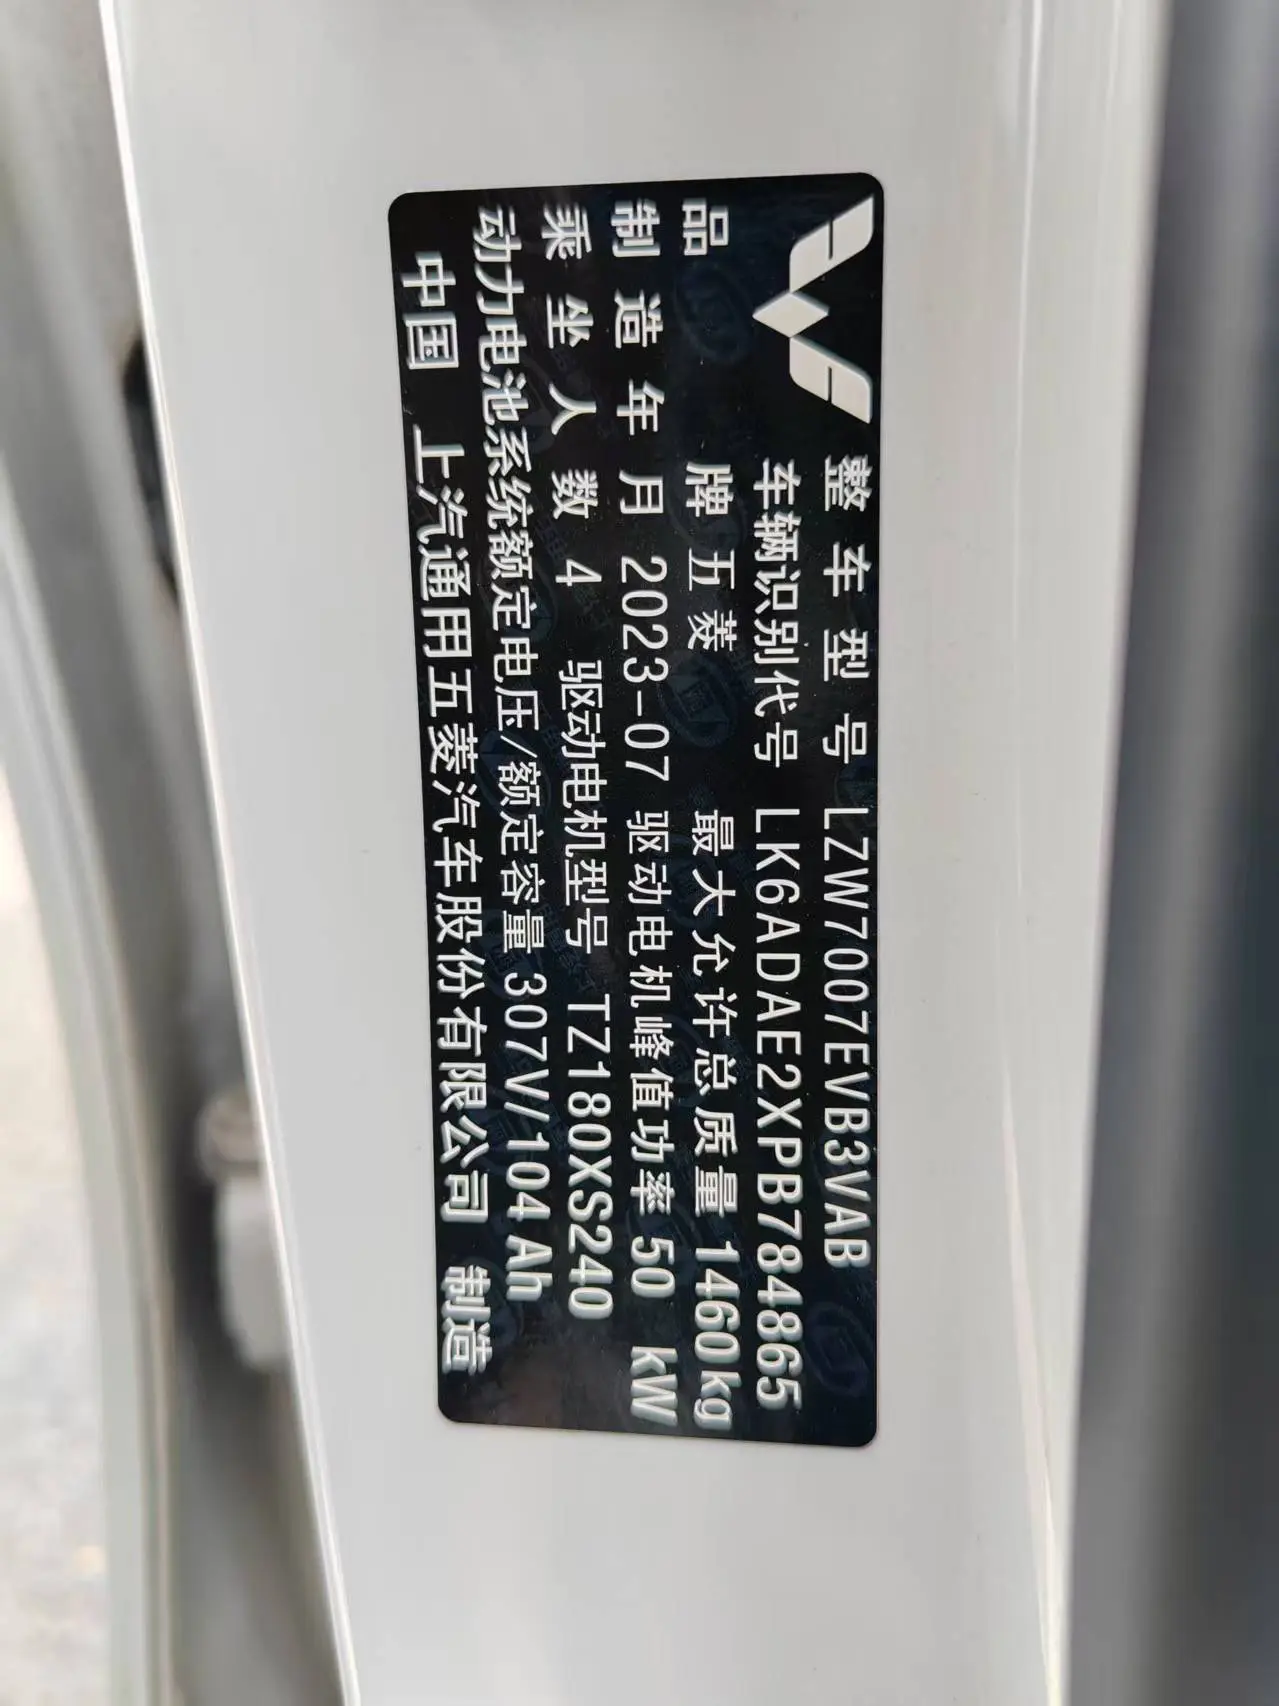 整车型号 LZW7007EVB3VAB
车辆识别代号 LK6ADAE2XPB784865
品牌 五菱 最大允许总质量 1460kg
制造年月 2023-07 驱动电机峰值功率 50 kW
乘坐人数 4 驱动电机型号 TZ180XS240
动力电池系统额定电压/额定容量 307V/104 Ah
中国 上汽通用五菱汽车股份有限公司 制造